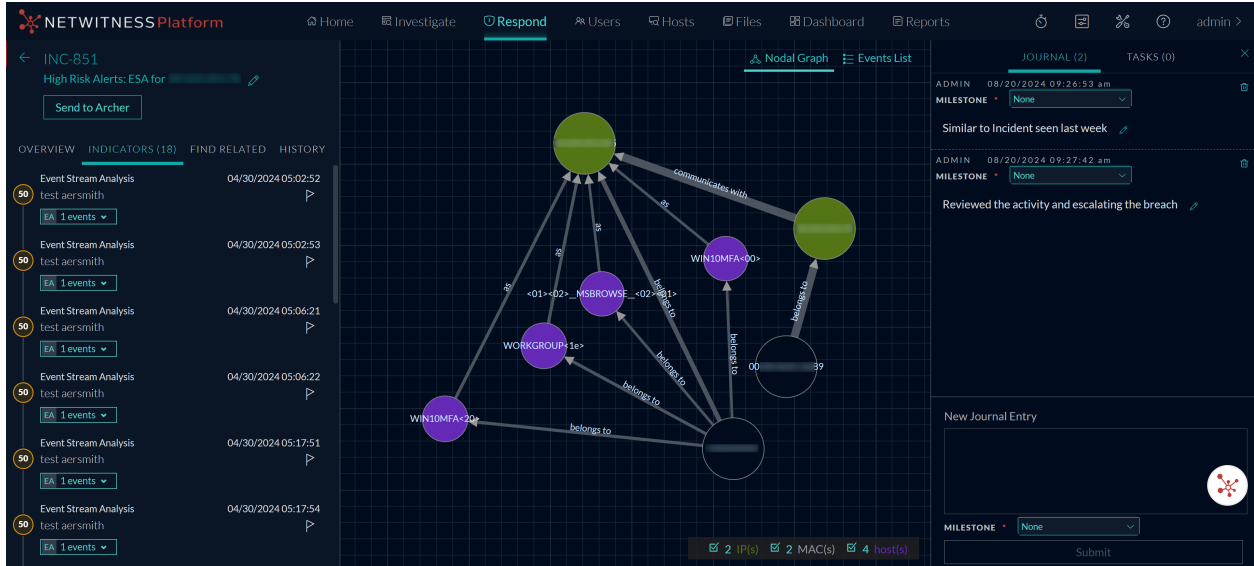 NETWITNESS Platform
Home
Investigate
Respond
Users
Hosts
Files
Dashboard
Reports
admin >
INC-851
High Risk Alerts: ESA for
Send to Archer
OVERVIEW
INDICATORS (18)
FIND RELATED
HISTORY
Event Stream Analysis 04/30/2024 05:02:52
50 test aersmith
EA 1 events
Event Stream Analysis 04/30/2024 05:02:53
50 test aersmith
EA 1 events
Event Stream Analysis 04/30/2024 05:06:21
50 test aersmith
EA 1 events
Event Stream Analysis 04/30/2024 05:06:22
50 test aersmith
EA 1 events
Event Stream Analysis 04/30/2024 05:17:51
50 test aersmith
EA 1 events
Event Stream Analysis 04/30/2024 05:17:54
50 test aersmith
EA 1 events
Nodal Graph
Events List
communicates with
as
as
as
as
WIN10MFA<00>
<01><02>_MSBROWSE_<02><01>
belongs to
belongs to
WORKGROUP<1e>
belongs to
belongs to
00 39
belongs to
WIN10MFA<20>
belongs to
2 IP(s) 2 MAC(s) 4 host(s)
JOURNAL (2)
TASKS (0)
ADMIN 08/20/2024 09:26:53 am
MILESTONE * None
Similar to Incident seen last week
ADMIN 08/20/2024 09:27:42 am
MILESTONE * None
Reviewed the activity and escalating the breach
New Journal Entry
MILESTONE * None
Submit